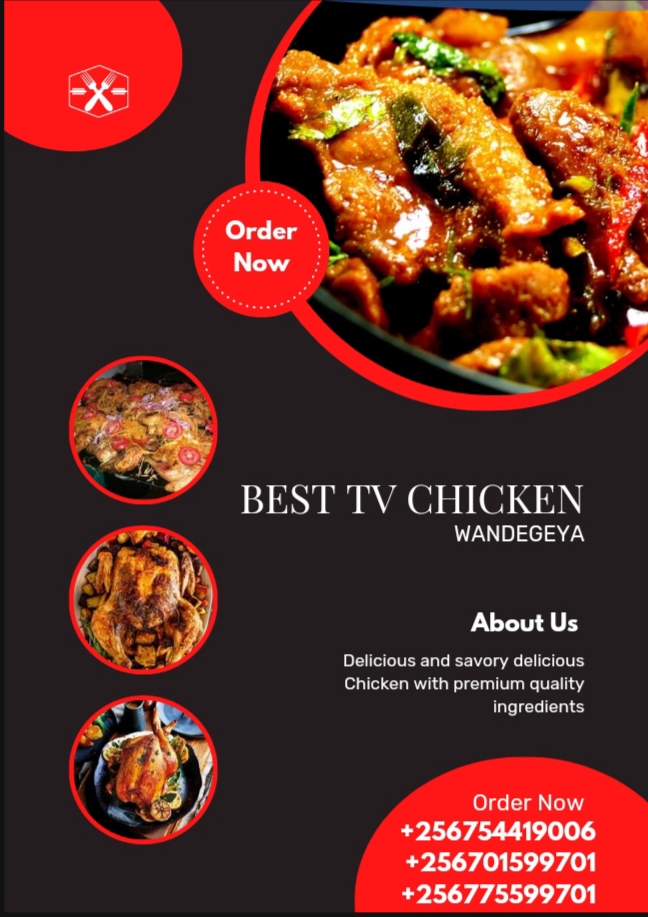 Order
Now
BEST TV CHICKEN
WANDEGEYA
About Us
Delicious and savory delicious
Chicken with premium quality
ingredients
Order Now
+256754419006
+256701599701
+256775599701